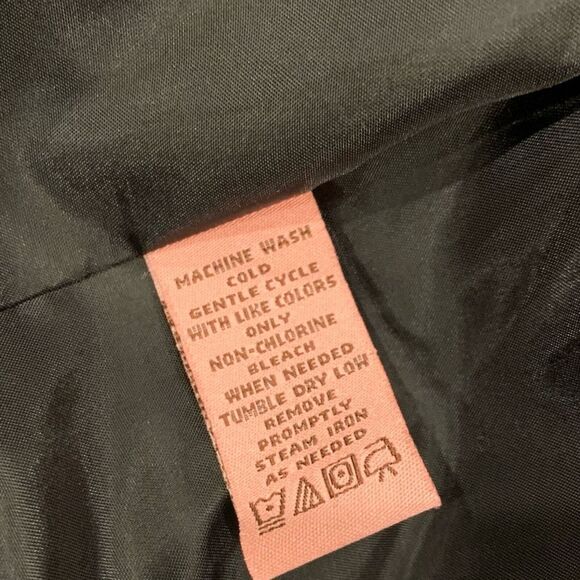 MACHINE WASH
COLD
GENTLE CYCLE
WITH LIKE COLORS
ONLY
NON-CHLORINE
BLEACH
WHEN NEEDED
TUMBLE DRY LOW
REMOVE
PROMPTLY
STEAM IRON
AS NEEDED